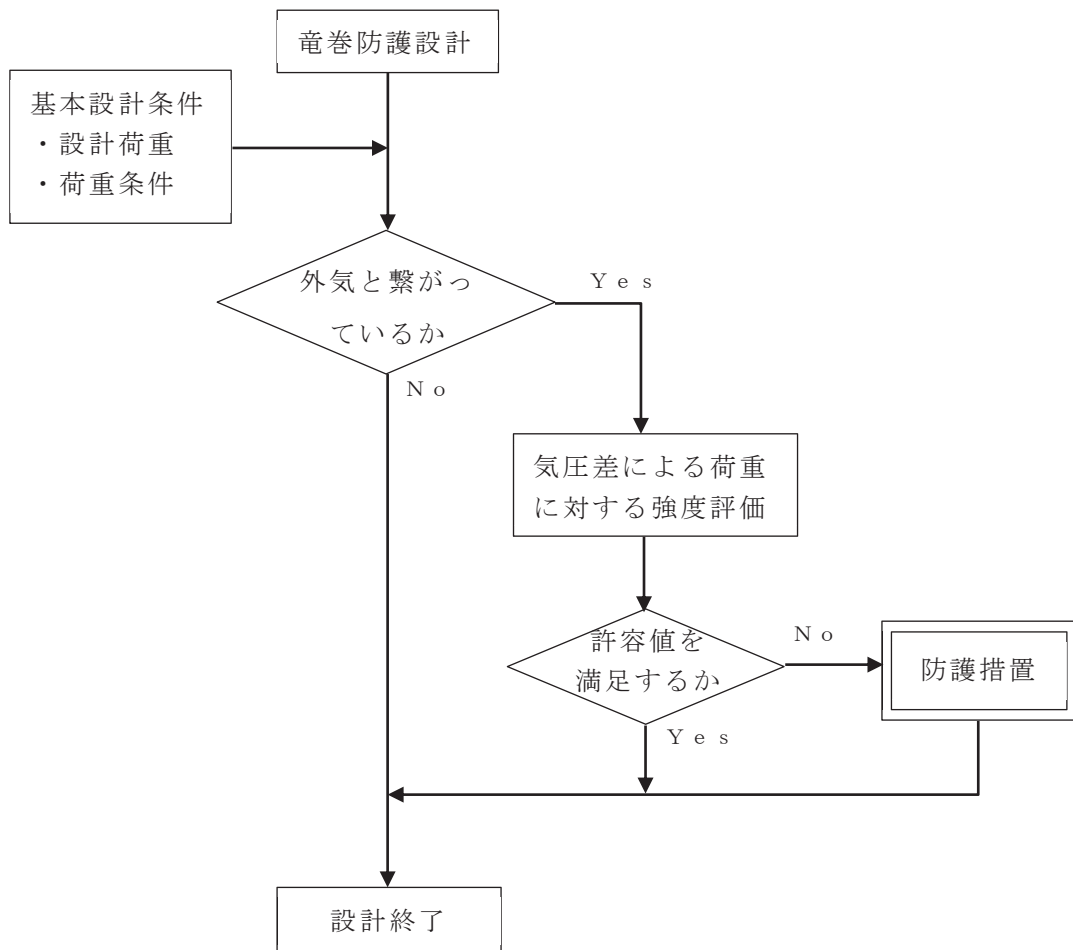 竜巻防護設計
基本設計条件
・設計荷重
・荷重条件
外気と繋がっ
ているか
Yes
No
気圧差による荷重
に対する強度評価
許容値を
満足するか
No
防護措置
Yes
設計終了